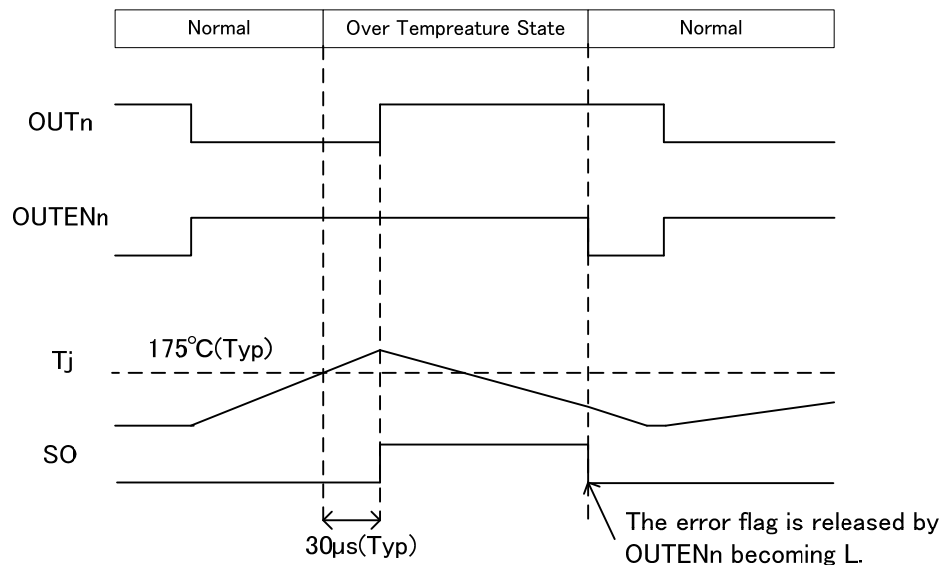 Normal
Over Tempreature State
Normal
OUTn
OUTENn
175°C(Typ)
Tj
SO
30µs(Typ)
The error flag is released by
OUTENn becoming L.